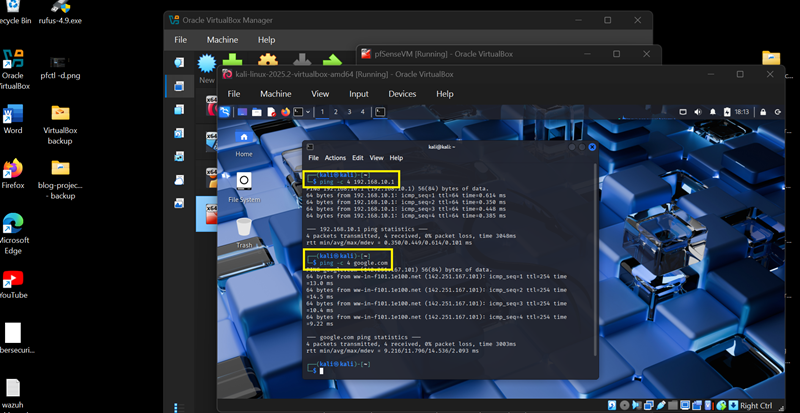 Recycle Bin
rufus-4.9.exe
Oracle
VirtualBox
pfctl -d.png
Word
VirtualBox
backup
Firefox
blog-projec...
- backup
Microsoft
Edge
YouTube
bersecuri...
wazuh
Oracle VirtualBox Manager
File Machine Help
New
pfSenseVM [Running] - Oracle VirtualBox
kali-linux-2025.2-virtualbox-amd64 [Running] - Oracle VirtualBox
File Machine View Input Devices Help
1 2 3 4
18:13
Home
File System
Trash
kali@kali: ~
File Actions Edit View Help
(kali㉿kali)-[~]
$ ping -c 4 192.168.10.1
PING 192.168.10.1 (192.168.10.1) 56(84) bytes of data.
64 bytes from 192.168.10.1: icmp_seq=1 ttl=64 time=0.614 ms
64 bytes from 192.168.10.1: icmp_seq=2 ttl=64 time=0.350 ms
64 bytes from 192.168.10.1: icmp_seq=3 ttl=64 time=0.448 ms
64 bytes from 192.168.10.1: icmp_seq=4 ttl=64 time=0.385 ms
— 192.168.10.1 ping statistics —
4 packets transmitted, 4 received, 0% packet loss, time 3048ms
rtt min/avg/max/mdev = 0.350/0.449/0.614/0.101 ms
(kali㉿kali)-[~]
$ ping -c 4 google.com
PING google.com (142.251.167.101) 56(84) bytes of data.
64 bytes from ww-in-f101.1e100.net (142.251.167.101): icmp_seq=1 ttl=254 time
=13.0 ms
64 bytes from ww-in-f101.1e100.net (142.251.167.101): icmp_seq=2 ttl=254 time
=14.5 ms
64 bytes from ww-in-f101.1e100.net (142.251.167.101): icmp_seq=3 ttl=254 time
=10.4 ms
64 bytes from ww-in-f101.1e100.net (142.251.167.101): icmp_seq=4 ttl=254 time
=9.22 ms
— google.com ping statistics —
4 packets transmitted, 4 received, 0% packet loss, time 3003ms
rtt min/avg/max/mdev = 9.216/11.796/14.536/2.093 ms
(kali㉿kali)-[~]
$
Right Ctrl